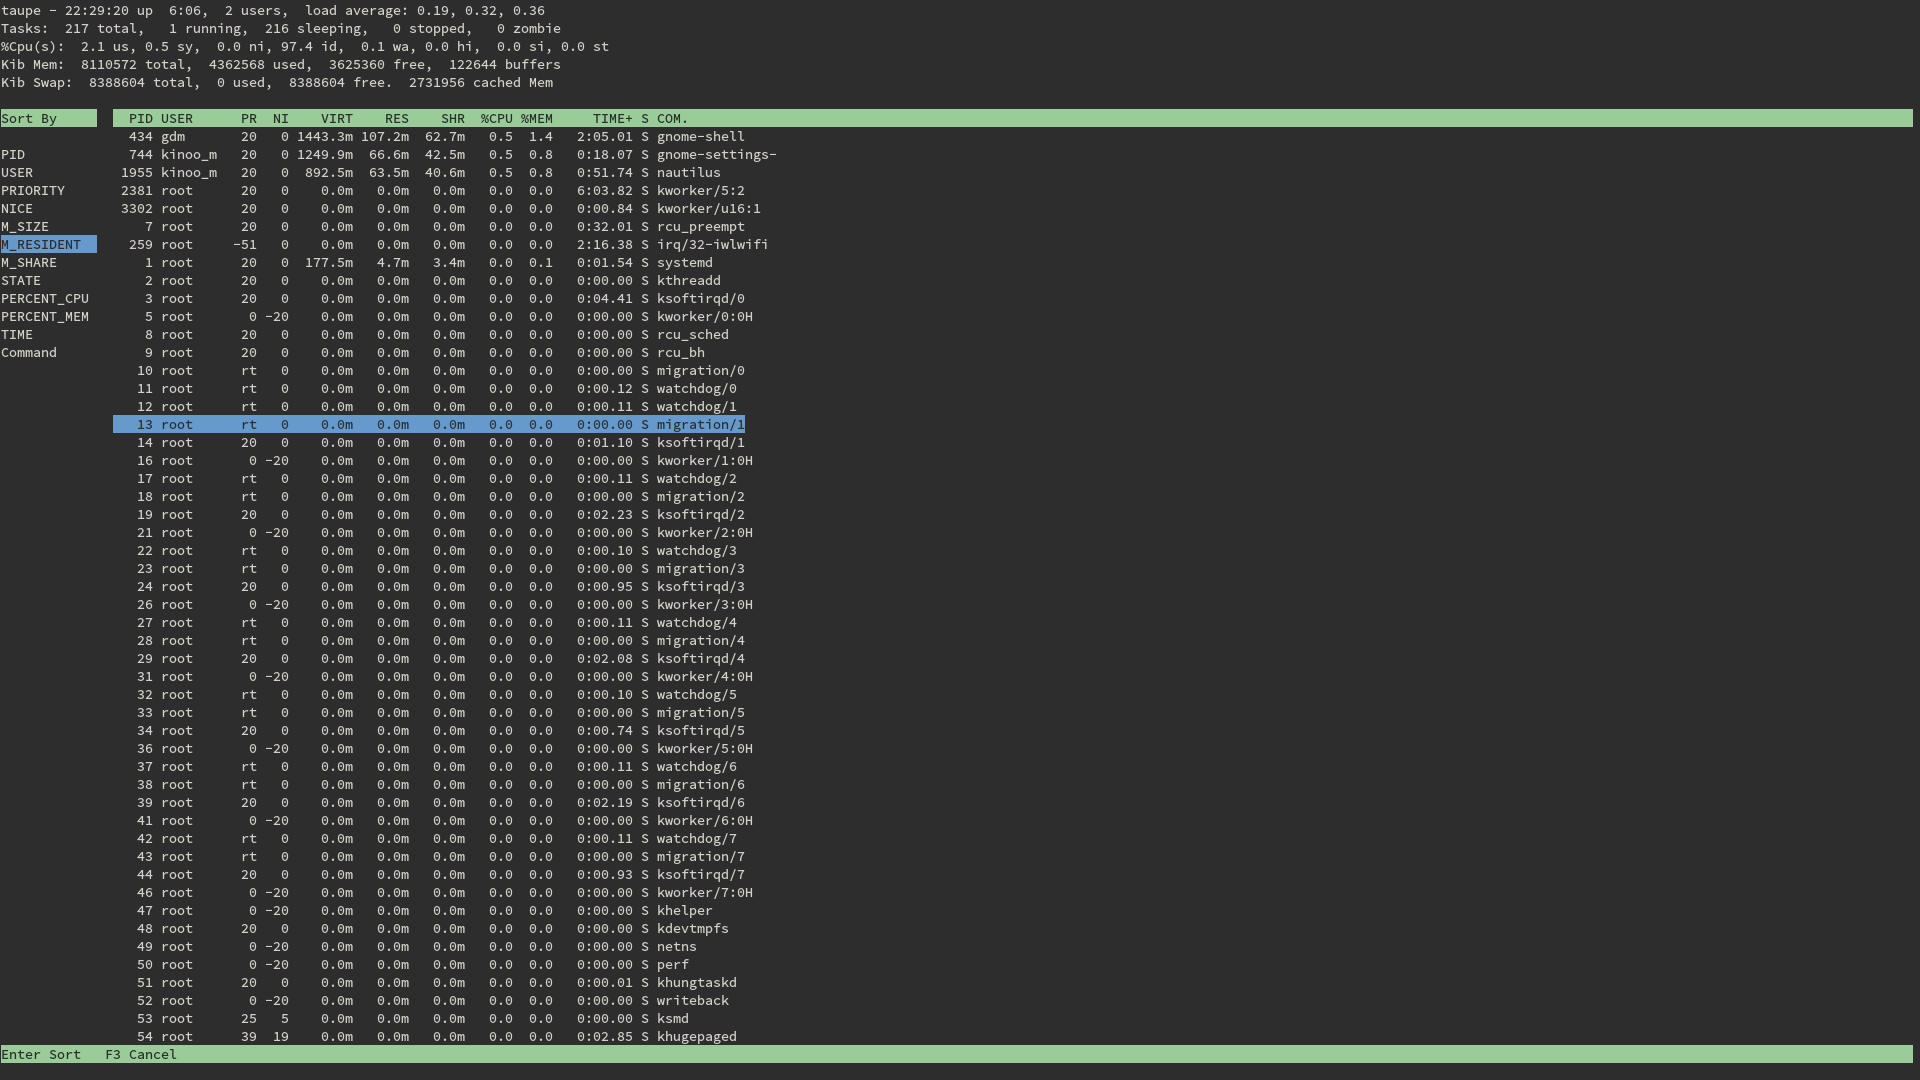 taupe - 22:29:20 up  6:06,  2 users,  load average: 0.19, 0.32, 0.36
Tasks:  217 total,   1 running,  216 sleeping,   0 stopped,   0 zombie
%Cpu(s):  2.1 us, 0.5 sy,  0.0 ni, 97.4 id,  0.1 wa, 0.0 hi,  0.0 si, 0.0 st
Kib Mem:  8110572 total,  4362568 used,  3625360 free,  122644 buffers
Kib Swap:  8388604 total,  0 used,  8388604 free.  2731956 cached Mem
Sort By PID USER PR NI VIRT RES SHR %CPU %MEM TIME+ S COM.
434 gdm 20 0 1443.3m 107.2m 62.7m 0.5 1.4 2:05.01 S gnome-shell
PID 744 kinoo_m 20 0 1249.9m 66.6m 42.5m 0.5 0.8 0:18.07 S gnome-settings-
USER 1955 kinoo_m 20 0 892.5m 63.5m 40.6m 0.5 0.8 0:51.74 S nautilus
PRIORITY 2381 root 20 0 0.0m 0.0m 0.0m 0.0 0.0 6:03.82 S kworker/5:2
NICE 3302 root 20 0 0.0m 0.0m 0.0m 0.0 0.0 0:00.84 S kworker/u16:1
M_SIZE 7 root 20 0 0.0m 0.0m 0.0m 0.0 0.0 0:32.01 S rcu_preempt
M_RESIDENT 259 root -51 0 0.0m 0.0m 0.0m 0.0 0.0 2:16.38 S irq/32-iwlwifi
M_SHARE 1 root 20 0 177.5m 4.7m 3.4m 0.0 0.1 0:01.54 S systemd
STATE 2 root 20 0 0.0m 0.0m 0.0m 0.0 0.0 0:00.00 S kthreadd
PERCENT_CPU 3 root 20 0 0.0m 0.0m 0.0m 0.0 0.0 0:04.41 S ksoftirqd/0
PERCENT_MEM 5 root 0 -20 0.0m 0.0m 0.0m 0.0 0.0 0:00.00 S kworker/0:0H
TIME 8 root 20 0 0.0m 0.0m 0.0m 0.0 0.0 0:00.00 S rcu_sched
Command 9 root 20 0 0.0m 0.0m 0.0m 0.0 0.0 0:00.00 S rcu_bh
10 root rt 0 0.0m 0.0m 0.0m 0.0 0.0 0:00.00 S migration/0
11 root rt 0 0.0m 0.0m 0.0m 0.0 0.0 0:00.12 S watchdog/0
12 root rt 0 0.0m 0.0m 0.0m 0.0 0.0 0:00.11 S watchdog/1
13 root rt 0 0.0m 0.0m 0.0m 0.0 0.0 0:00.00 S migration/1
14 root 20 0 0.0m 0.0m 0.0m 0.0 0.0 0:01.10 S ksoftirqd/1
16 root 0 -20 0.0m 0.0m 0.0m 0.0 0.0 0:00.00 S kworker/1:0H
17 root rt 0 0.0m 0.0m 0.0m 0.0 0.0 0:00.11 S watchdog/2
18 root rt 0 0.0m 0.0m 0.0m 0.0 0.0 0:00.00 S migration/2
19 root 20 0 0.0m 0.0m 0.0m 0.0 0.0 0:02.23 S ksoftirqd/2
21 root 0 -20 0.0m 0.0m 0.0m 0.0 0.0 0:00.00 S kworker/2:0H
22 root rt 0 0.0m 0.0m 0.0m 0.0 0.0 0:00.10 S watchdog/3
23 root rt 0 0.0m 0.0m 0.0m 0.0 0.0 0:00.00 S migration/3
24 root 20 0 0.0m 0.0m 0.0m 0.0 0.0 0:00.95 S ksoftirqd/3
26 root 0 -20 0.0m 0.0m 0.0m 0.0 0.0 0:00.00 S kworker/3:0H
27 root rt 0 0.0m 0.0m 0.0m 0.0 0.0 0:00.11 S watchdog/4
28 root rt 0 0.0m 0.0m 0.0m 0.0 0.0 0:00.00 S migration/4
29 root 20 0 0.0m 0.0m 0.0m 0.0 0.0 0:02.08 S ksoftirqd/4
31 root 0 -20 0.0m 0.0m 0.0m 0.0 0.0 0:00.00 S kworker/4:0H
32 root rt 0 0.0m 0.0m 0.0m 0.0 0.0 0:00.10 S watchdog/5
33 root rt 0 0.0m 0.0m 0.0m 0.0 0.0 0:00.00 S migration/5
34 root 20 0 0.0m 0.0m 0.0m 0.0 0.0 0:00.74 S ksoftirqd/5
36 root 0 -20 0.0m 0.0m 0.0m 0.0 0.0 0:00.00 S kworker/5:0H
37 root rt 0 0.0m 0.0m 0.0m 0.0 0.0 0:00.11 S watchdog/6
38 root rt 0 0.0m 0.0m 0.0m 0.0 0.0 0:00.00 S migration/6
39 root 20 0 0.0m 0.0m 0.0m 0.0 0.0 0:02.19 S ksoftirqd/6
41 root 0 -20 0.0m 0.0m 0.0m 0.0 0.0 0:00.00 S kworker/6:0H
42 root rt 0 0.0m 0.0m 0.0m 0.0 0.0 0:00.11 S watchdog/7
43 root rt 0 0.0m 0.0m 0.0m 0.0 0.0 0:00.00 S migration/7
44 root 20 0 0.0m 0.0m 0.0m 0.0 0.0 0:00.93 S ksoftirqd/7
46 root 0 -20 0.0m 0.0m 0.0m 0.0 0.0 0:00.00 S kworker/7:0H
47 root 0 -20 0.0m 0.0m 0.0m 0.0 0.0 0:00.00 S khelper
48 root 20 0 0.0m 0.0m 0.0m 0.0 0.0 0:00.00 S kdevtmpfs
49 root 0 -20 0.0m 0.0m 0.0m 0.0 0.0 0:00.00 S netns
50 root 0 -20 0.0m 0.0m 0.0m 0.0 0.0 0:00.00 S perf
51 root 20 0 0.0m 0.0m 0.0m 0.0 0.0 0:00.01 S khungtaskd
52 root 0 -20 0.0m 0.0m 0.0m 0.0 0.0 0:00.00 S writeback
53 root 25 5 0.0m 0.0m 0.0m 0.0 0.0 0:00.00 S ksmd
54 root 39 19 0.0m 0.0m 0.0m 0.0 0.0 0:02.85 S khugepaged
Enter Sort   F3 Cancel